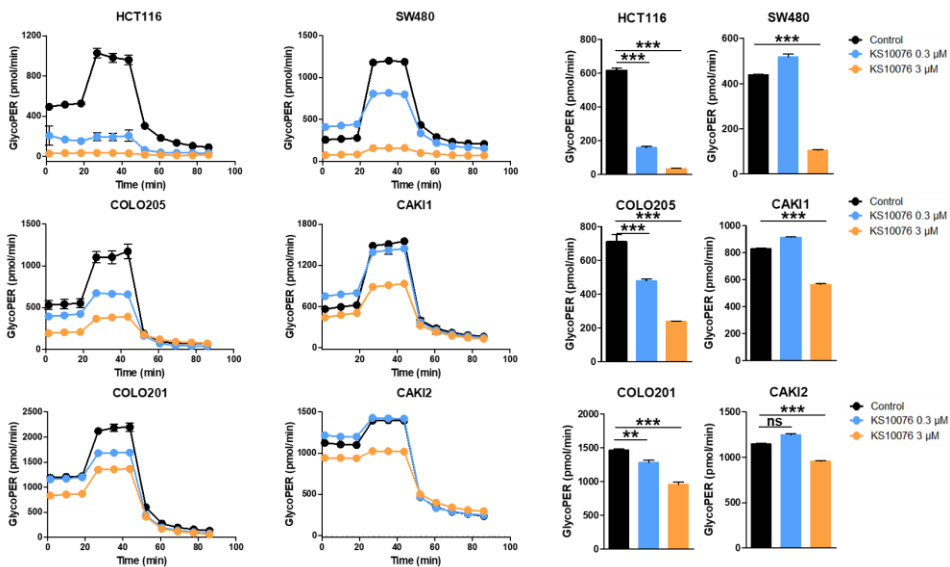 HCT116
GlycoPER (pmol/min)
1200
900
600
300
0
0 20 40 60 80 100
Time (min)
SW480
GlycoPER (pmol/min)
1500
1000
500
0
0 20 40 60 80 100
Time (min)
HCT116
GlycoPER (pmol/min)
800
600
400
200
0
***
***
SW480
GlycoPER (pmol/min)
600
400
200
0
***
Control
KS10076 0.3 µM
KS10076 3 µM
COLO205
GlycoPER (pmol/min)
1500
1000
500
0
0 20 40 60 80 100
Time (min)
CAKI1
GlycoPER (pmol/min)
1800
1500
1200
900
600
300
0
0 20 40 60 80 100
Time (min)
COLO205
GlycoPER (pmol/min)
800
600
400
200
0
***
***
CAKI1
GlycoPER (pmol/min)
1000
800
600
400
200
0
***
Control
KS10076 0.3 µM
KS10076 3 µM
COLO201
GlycoPER (pmol/min)
2500
2000
1500
1000
500
0
0 20 40 60 80 100
Time (min)
CAKI2
GlycoPER (pmol/min)
1500
1000
500
0
0 20 40 60 80 100
Time (min)
COLO201
GlycoPER (pmol/min)
2000
1500
1000
500
0
***
**
CAKI2
GlycoPER (pmol/min)
1500
1000
500
0
***
ns
Control
KS10076 0.3 µM
KS10076 3 µM